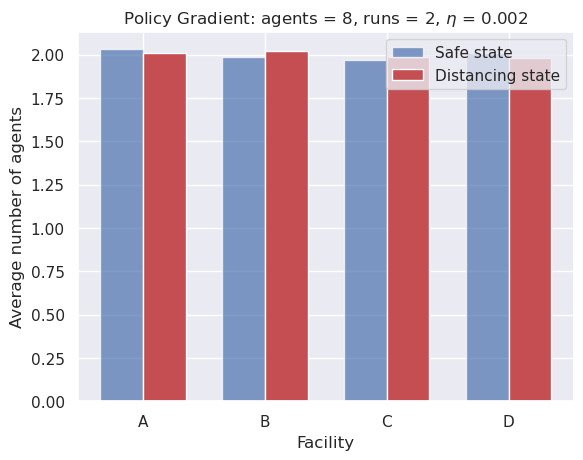 Policy Gradient: agents = 8, runs = 2, η = 0.002
Safe state
Distancing state
Average number of agents
2.00
1.75
1.50
1.25
1.00
0.75
0.50
0.25
0.00
A B C D
Facility